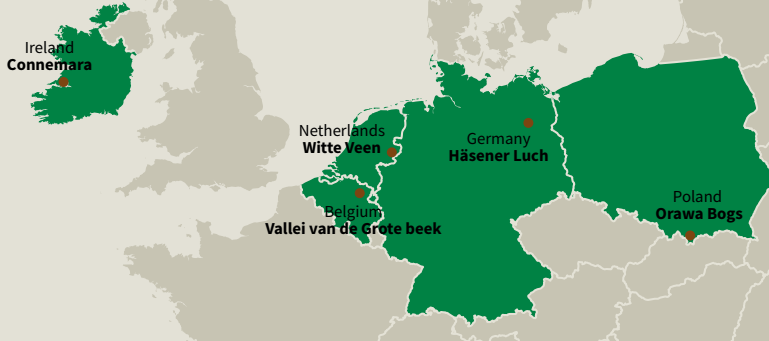 Ireland
Connemara
Netherlands
Witte Veen
Germany
Häsener Luch
Belgium
Vallei van de Grote beek
Poland
Orawa Bogs